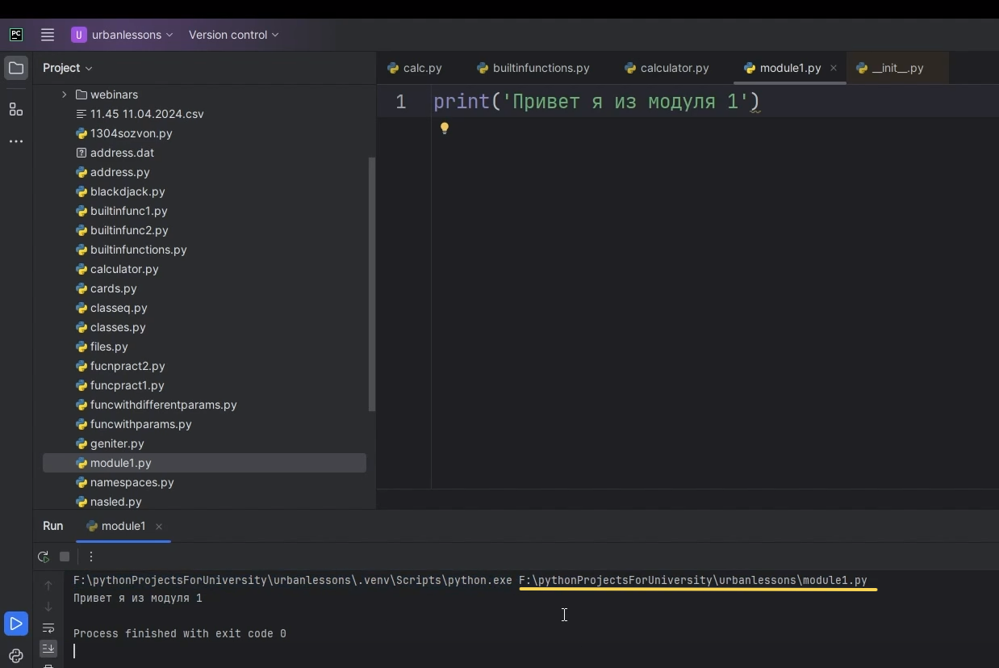 PC
U urbanlessons Version control
Project
calc.py builtinfunctions.py calculator.py module1.py __init__.py
webinars
11.45 11.04.2024.csv
1304sozvon.py
address.dat
address.py
blackdjack.py
builtinfunc1.py
builtinfunc2.py
builtinfunctions.py
calculator.py
cards.py
classeq.py
classes.py
files.py
fucnpract2.py
funcpract1.py
funcwithdifferentparams.py
funcwithparams.py
geniter.py
module1.py
namespaces.py
nasled.py
1 print('Привет я из модуля 1')
Run module1
F:\pythonProjectsForUniversity\urbanlessons\.venv\Scripts\python.exe F:\pythonProjectsForUniversity\urbanlessons\module1.py
Привет я из модуля 1
Process finished with exit code 0